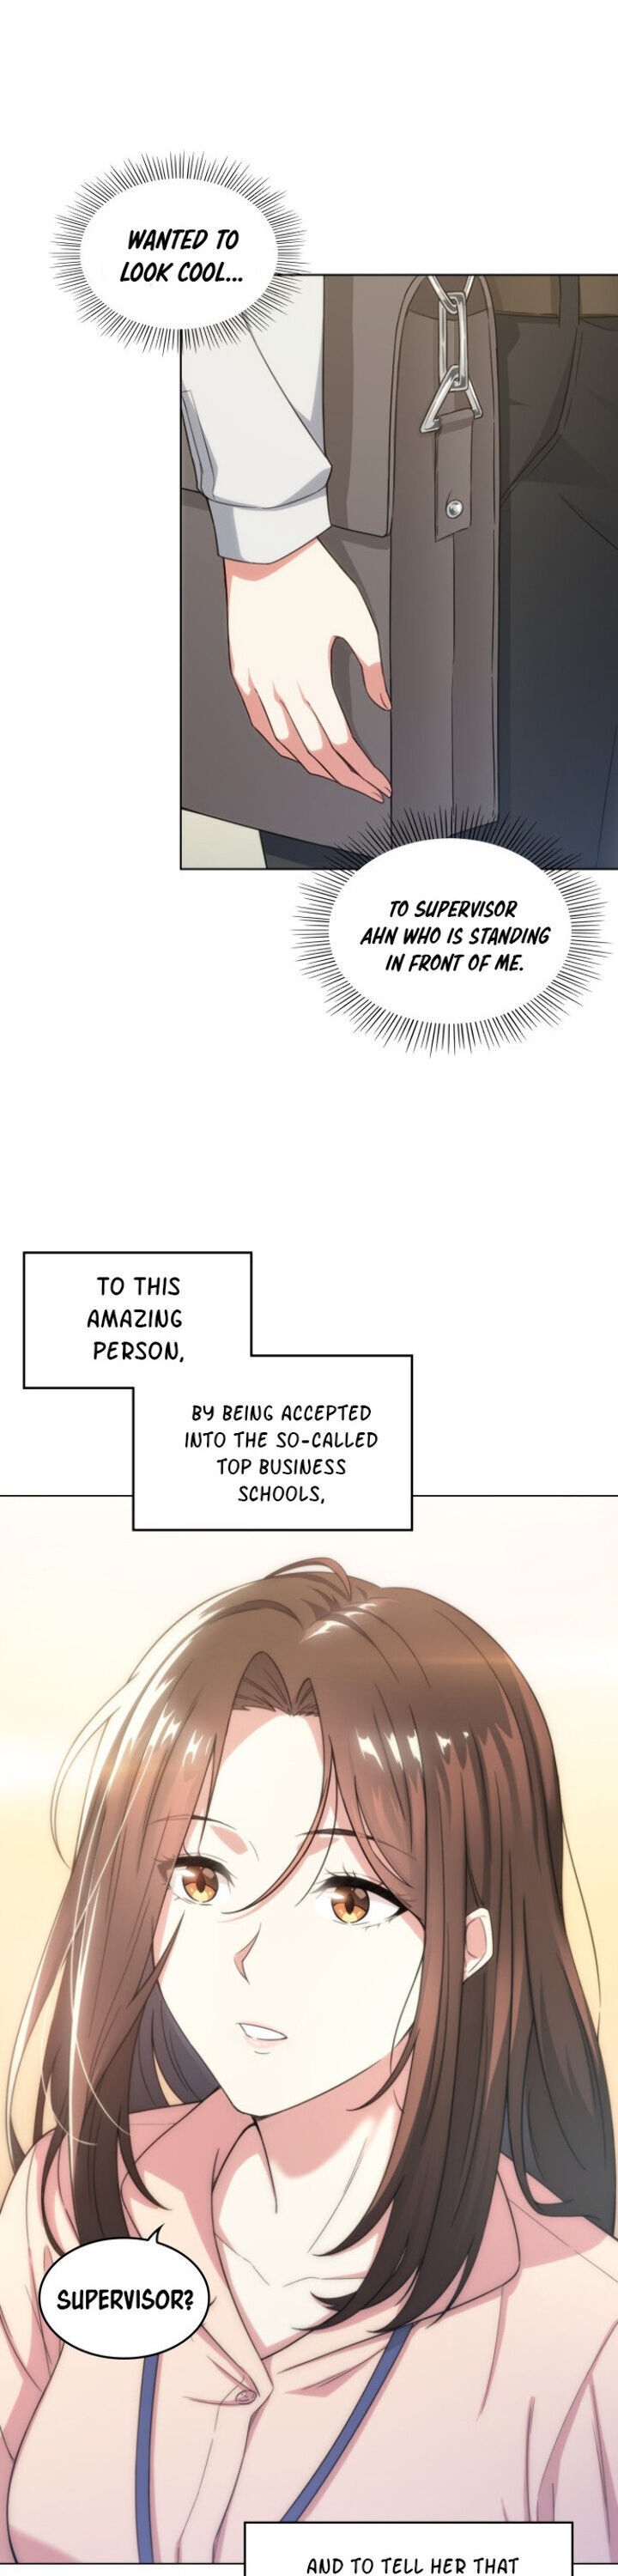 WANTED TO
LOOK COOL...
TO SUPERVISOR
AHN WHO IS STANDING
IN FRONT OF ME.
TO THIS
AMAZING
PERSON,
BY BEING ACCEPTED
INTO THE SO-CALLED
TOP BUSINESS
SCHOOLS,
SUPERVISOR?
AND TO TELL HER THAT